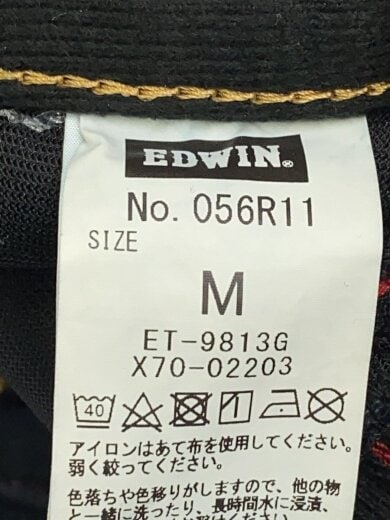 EDWIN®
No. 056R11
SIZE
M
ET-9813G
X70-02203
40
アイロンはあて布を使用してください。
弱く絞ってください。
色落ちや色移りがしますので、他の物
と一緒に洗ったり、長時間水に浸漬、